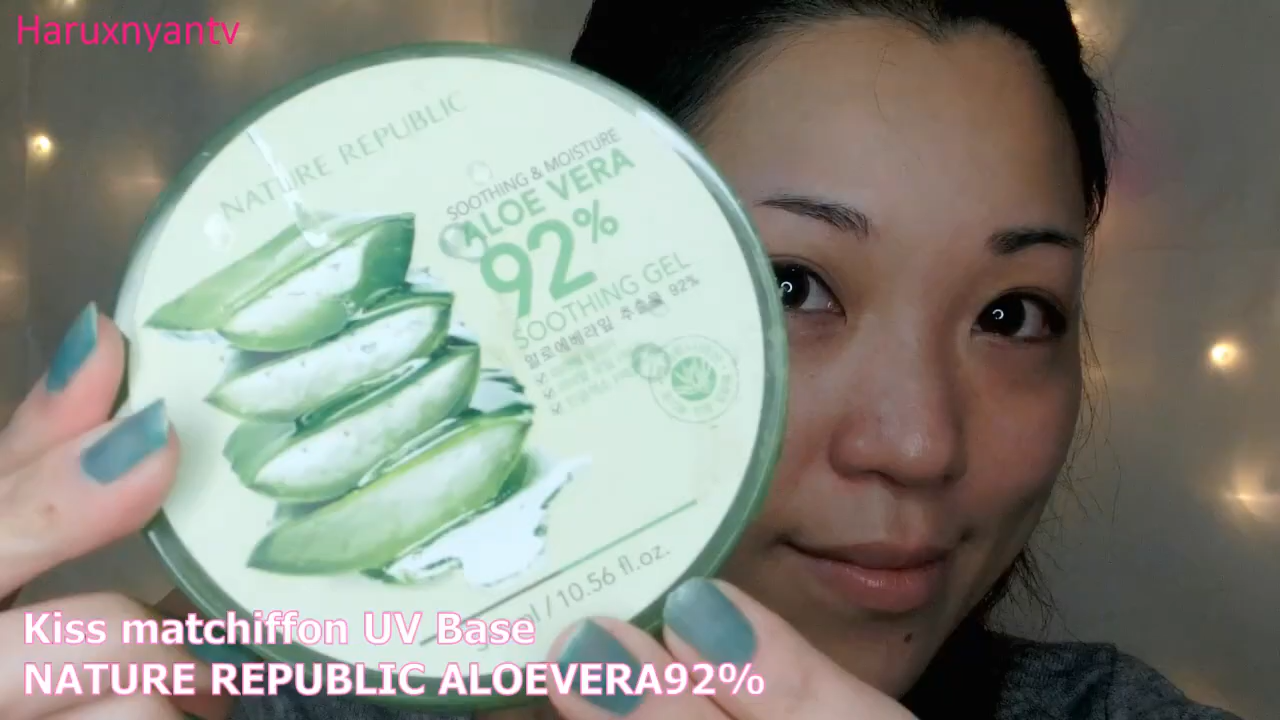 Haruxnyantv
NATURE REPUBLIC
SOOTHING & MOISTURE
ALOE VERA
92%
SOOTHING GEL
알로에베라잎 추출물 92%
/ 10.56 fl.oz.
Kiss matchiffon UV Base
NATURE REPUBLIC ALOEVERA92%